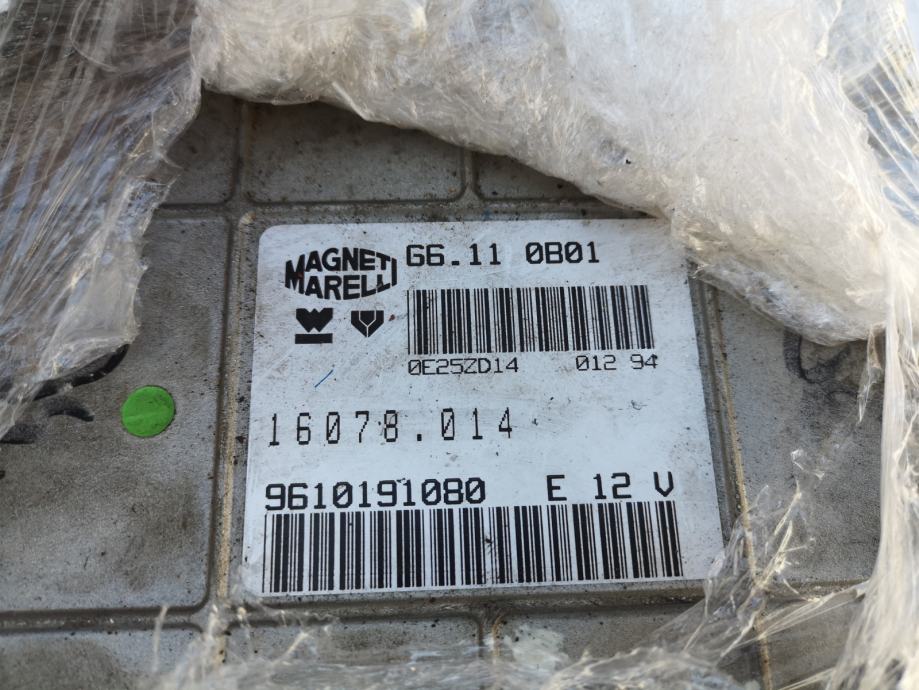 MAGNETI
MARELLI
G6.11 0B01
0E25ZD14 012 94
16078.014
9610191080 E 12 V